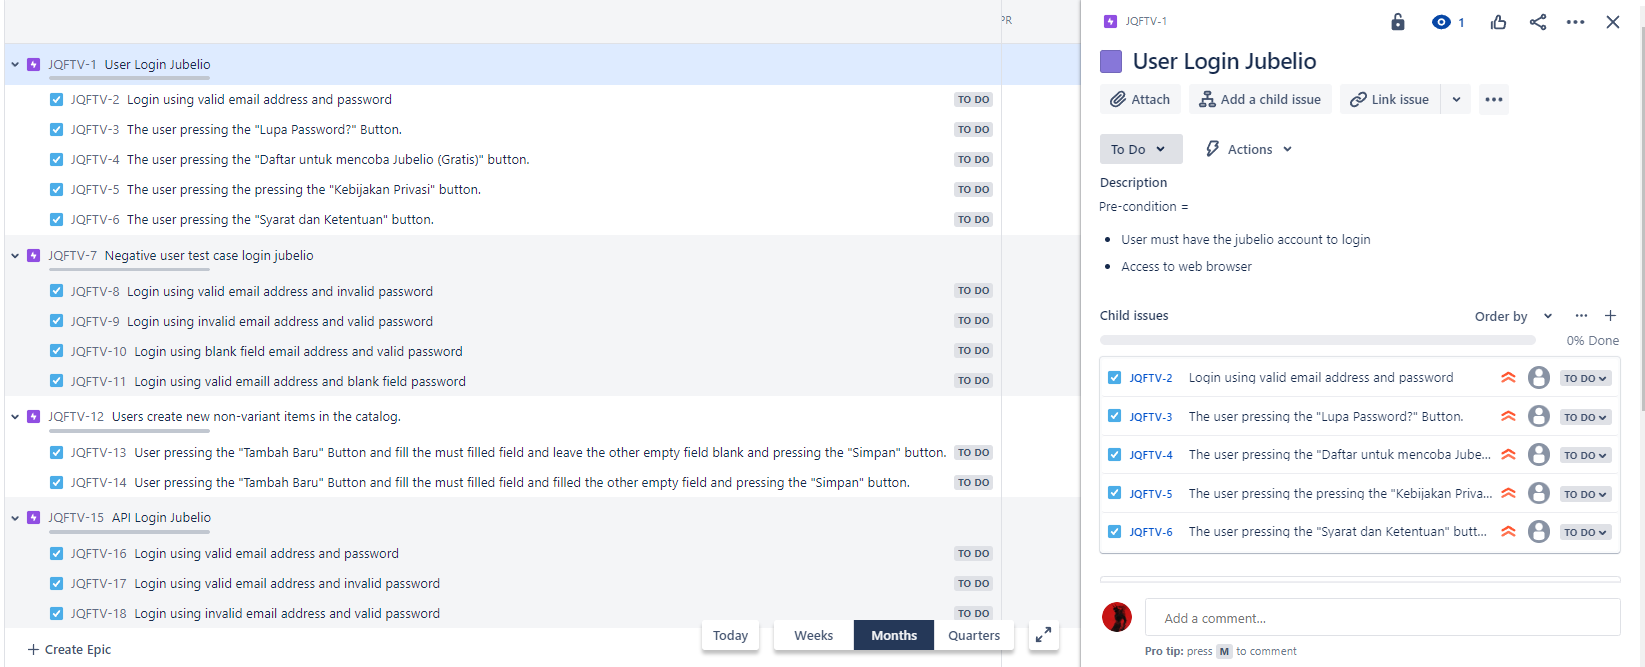 PR
JQFTV-1 User Login Jubelio
JQFTV-2 Login using valid email address and password TO DO
JQFTV-3 The user pressing the "Lupa Password?" Button. TO DO
JQFTV-4 The user pressing the "Daftar untuk mencoba Jubelio (Gratis)" button. TO DO
JQFTV-5 The user pressing the pressing the "Kebijakan Privasi" button. TO DO
JQFTV-6 The user pressing the "Syarat dan Ketentuan" button. TO DO
JQFTV-7 Negative user test case login jubelio
JQFTV-8 Login using valid email address and invalid password TO DO
JQFTV-9 Login using invalid email address and valid password TO DO
JQFTV-10 Login using blank field email address and valid password TO DO
JQFTV-11 Login using valid emaill address and blank field password TO DO
JQFTV-12 Users create new non-variant items in the catalog.
JQFTV-13 User pressing the "Tambah Baru" Button and fill the must filled field and leave the other empty field blank and pressing the "Simpan" button. TO DO
JQFTV-14 User pressing the "Tambah Baru" Button and fill the must filled field and filled the other empty field and pressing the "Simpan" button. TO DO
JQFTV-15 API Login Jubelio
JQFTV-16 Login using valid email address and password TO DO
JQFTV-17 Login using valid email address and invalid password TO DO
JQFTV-18 Login using invalid email address and valid password TO DO
Today Weeks Months Quarters
Create Epic
JQFTV-1 1
User Login Jubelio
Attach Add a child issue Link issue
To Do Actions
Description
Pre-condition =
• User must have the jubelio account to login
• Access to web browser
Child issues Order by
0% Done
JQFTV-2 Login using valid email address and password TO DO
JQFTV-3 The user pressing the "Lupa Password?" Button. TO DO
JQFTV-4 The user pressing the "Daftar untuk mencoba Jube... TO DO
JQFTV-5 The user pressing the pressing the "Kebijakan Priva... TO DO
JQFTV-6 The user pressing the "Syarat dan Ketentuan" butt... TO DO
Add a comment...
Pro tip: press M to comment